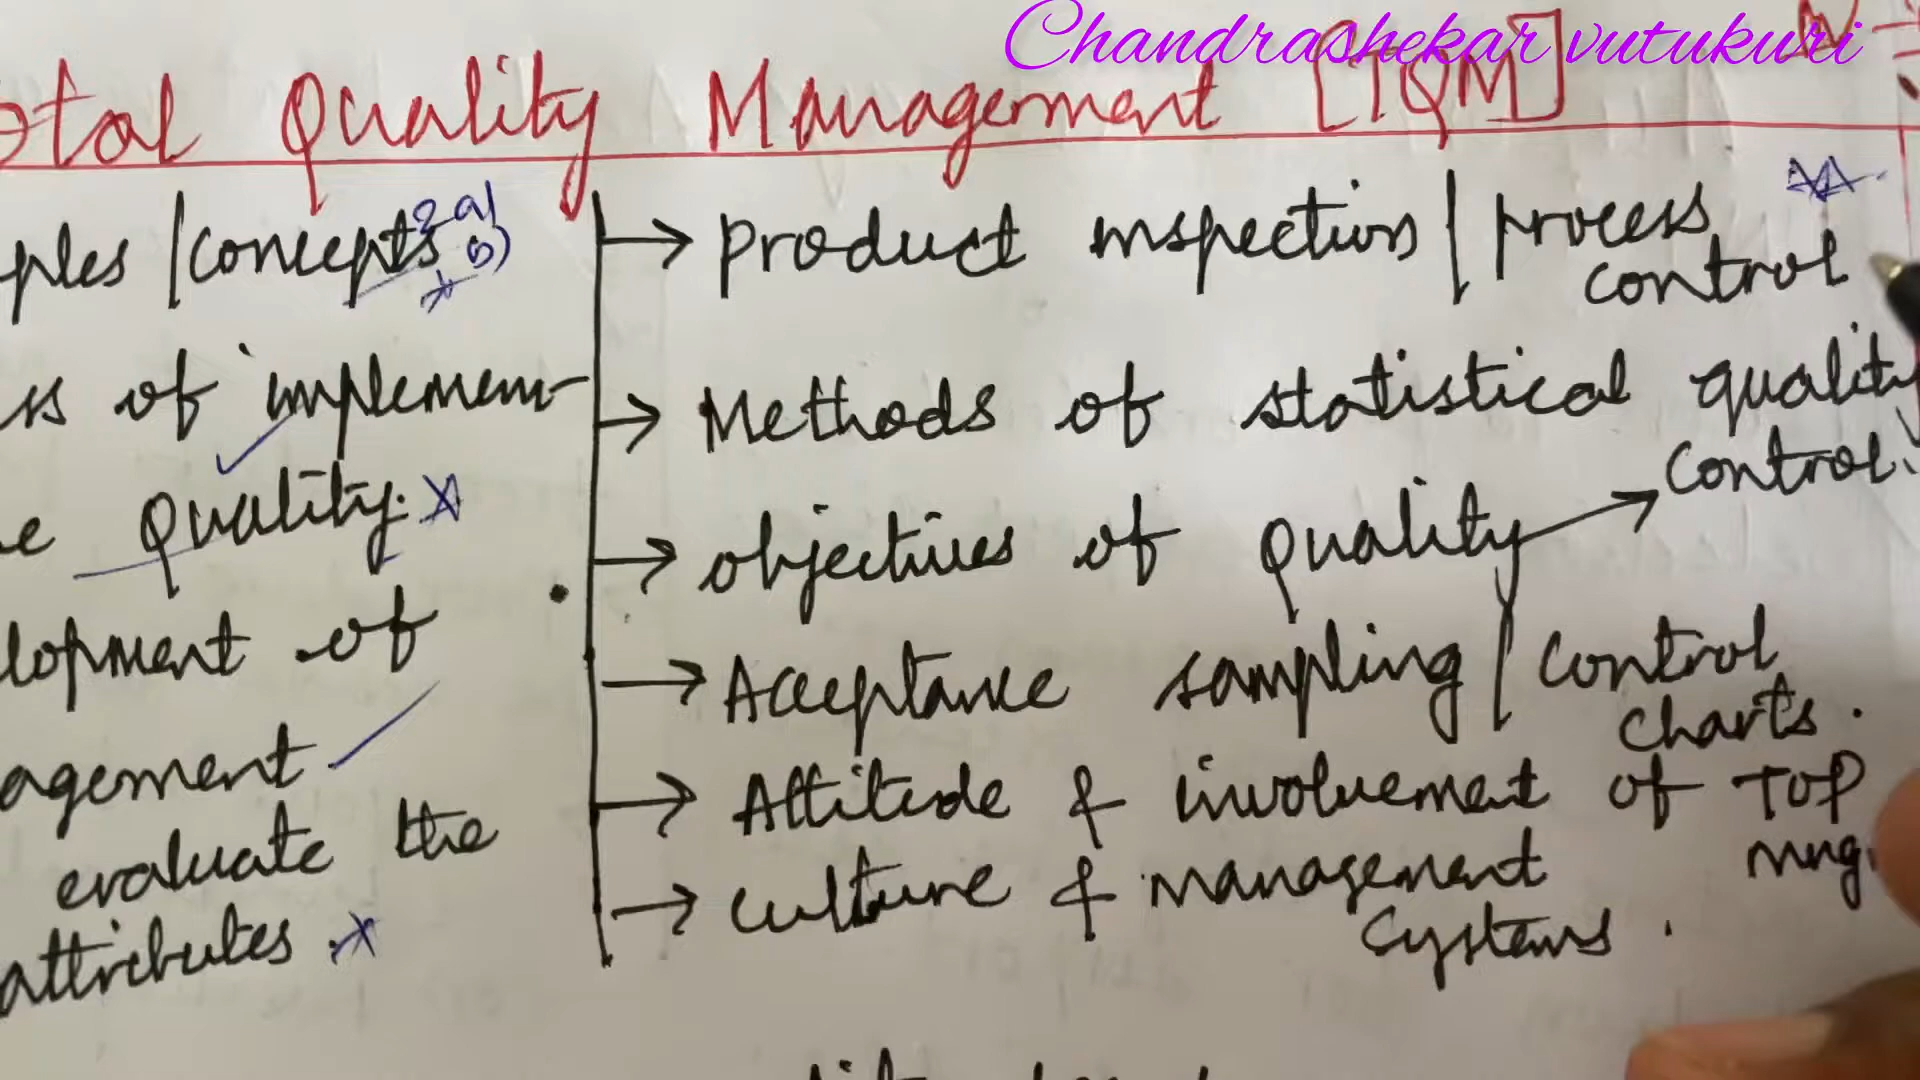 Chandrashekar vutukuri
otal Quality Management [TQM]
ples / concepts 2 a)
b)
ss of implemen-
e Quality.
lopment of
agement
evaluate the
attributes.
→ product inspection / process
control
→ Methods of statistical quality
control.
→ objectives of Quality →
→ Acceptance sampling / control
charts.
→ Attitude & involvement of TOP
mng
→ culture & management
systems.